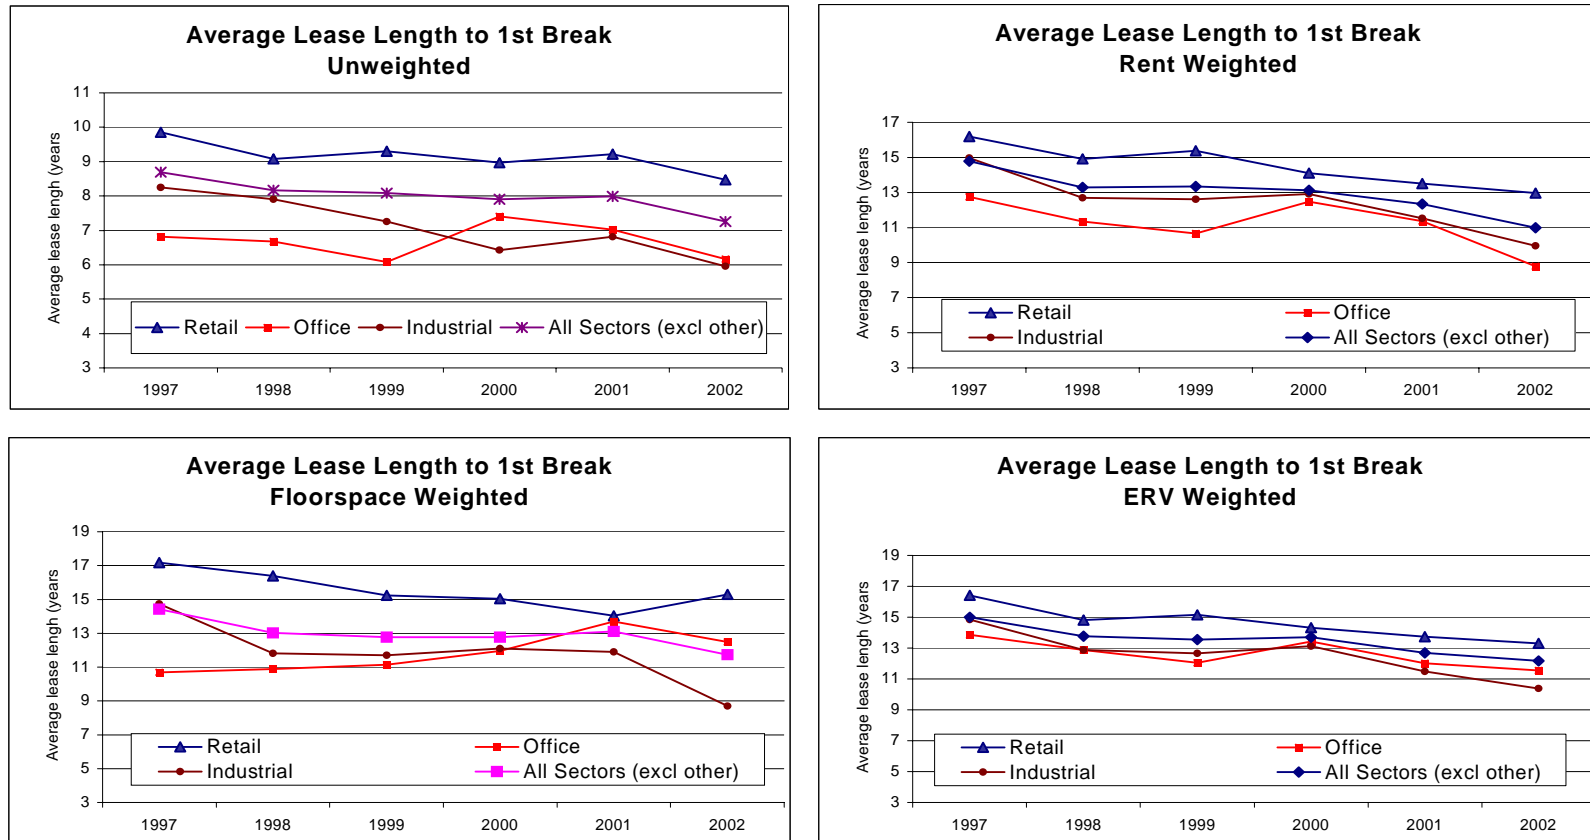 Average Lease Length to 1st Break
Unweighted
Average lease lengh (years
11
10
9
8
7
6
5
4
3
Retail Office Industrial All Sectors (excl other)
1997 1998 1999 2000 2001 2002
Average Lease Length to 1st Break
Rent Weighted
Average lease lengh (years
17
15
13
11
9
7
5
3
Retail Office
Industrial All Sectors (excl other)
1997 1998 1999 2000 2001 2002
Average Lease Length to 1st Break
Floorspace Weighted
Average lease lengh (years
19
17
15
13
11
9
7
5
3
Retail Office
Industrial All Sectors (excl other)
1997 1998 1999 2000 2001 2002
Average Lease Length to 1st Break
ERV Weighted
Average lease lengh (years
19
17
15
13
11
9
7
5
3
Retail Office
Industrial All Sectors (excl other)
1997 1998 1999 2000 2001 2002